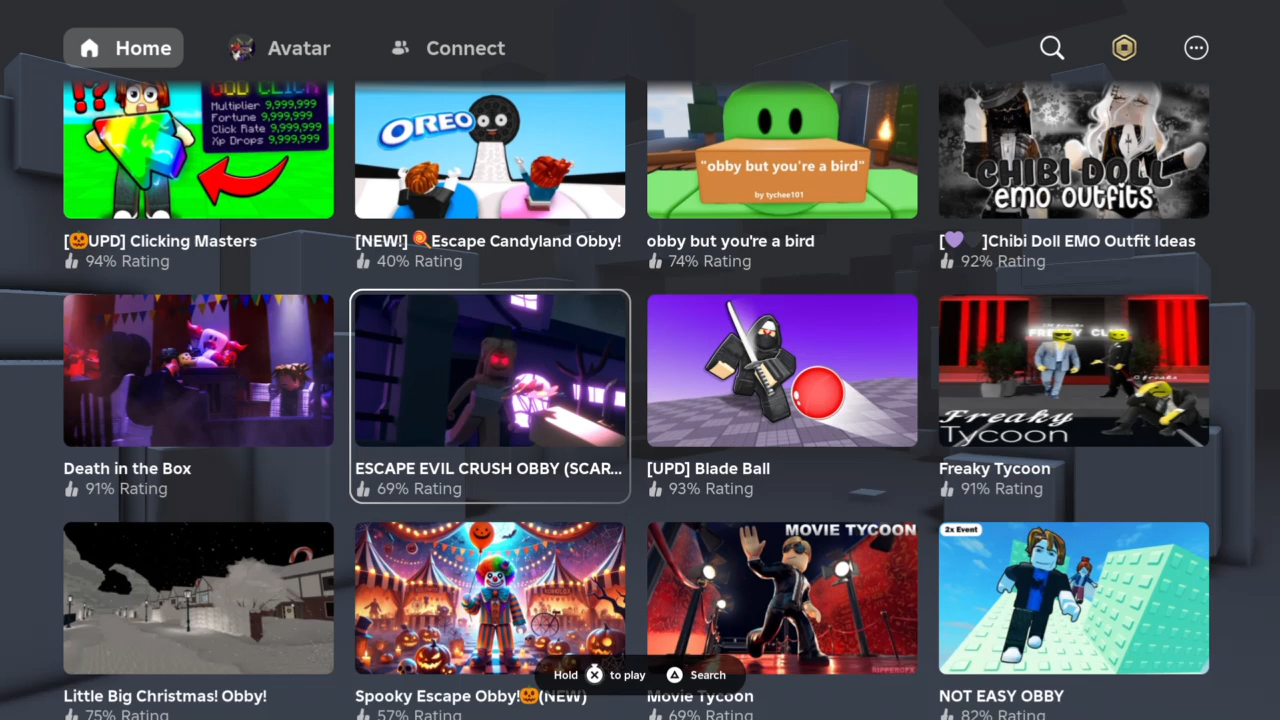 Home
Avatar
Connect
GOD CLICK
Multiplier 9,999,999
Fortune 9,999,999
Click Rate 9,999,999
Xp Drops 9,999,999
!?
OREO
"obby but you're a bird"
by tychee101
CHIBI DOLL
emo outfits
[🎃UPD] Clicking Masters
94% Rating
[NEW!] 🍭Escape Candyland Obby!
40% Rating
obby but you're a bird
74% Rating
[💜🖤]Chibi Doll EMO Outfit Ideas
92% Rating
Freaky
Tycoon
Death in the Box
91% Rating
ESCAPE EVIL CRUSH OBBY (SCAR...
69% Rating
[UPD] Blade Ball
93% Rating
Freaky Tycoon
91% Rating
MOVIE TYCOON
RIPPERGFX
2x Event
Hold X to play
Search
Little Big Christmas! Obby!
75% Rating
Spooky Escape Obby!🎃(NEW)
57% Rating
Movie Tycoon
69% Rating
NOT EASY OBBY
82% Rating